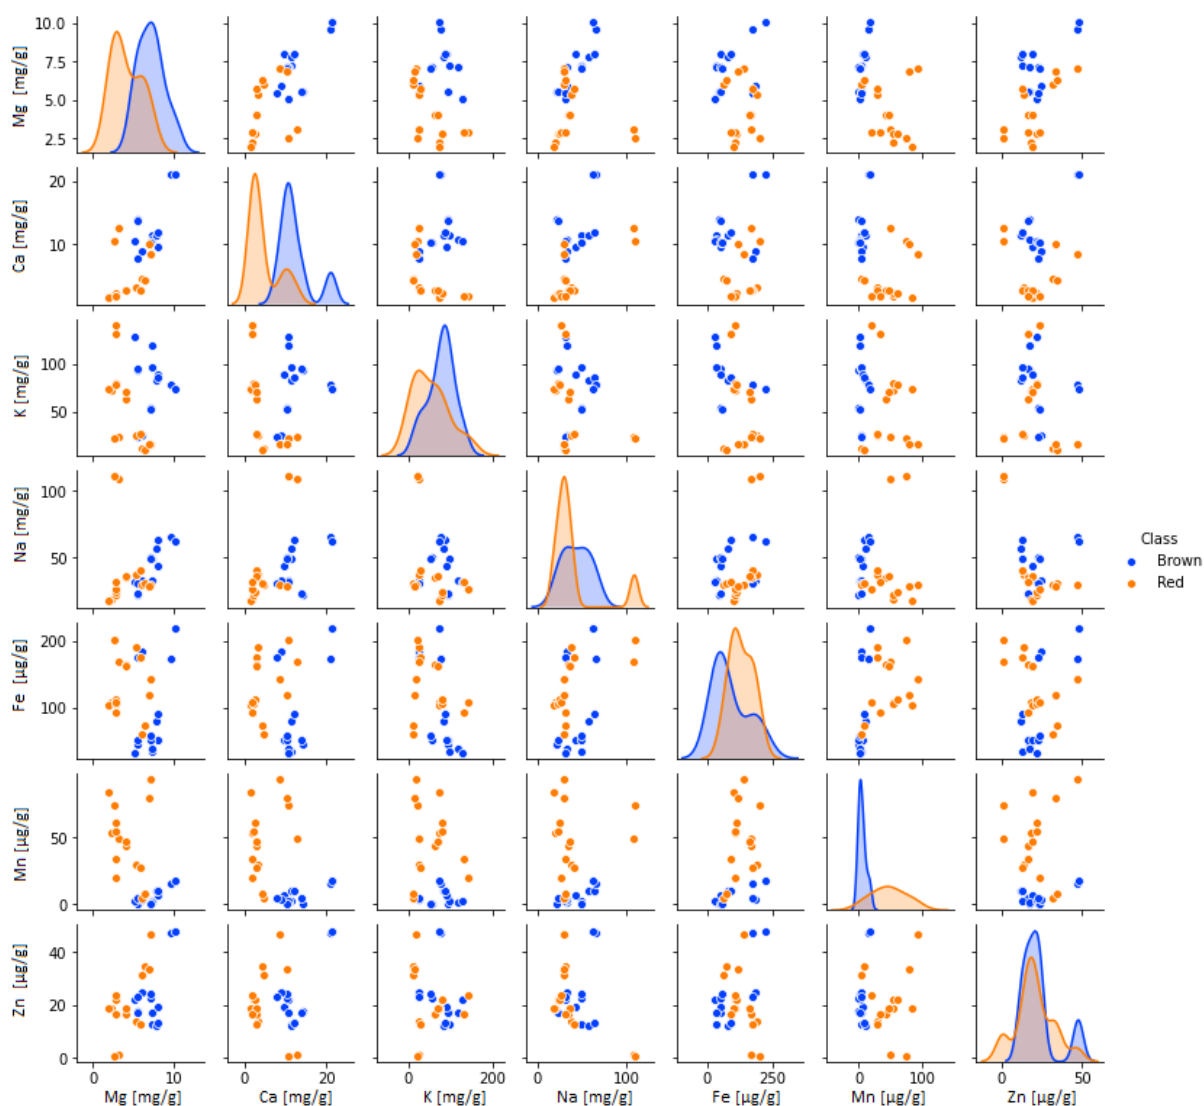 Mg [mg/g]
10.0
7.5
5.0
2.5
Ca [mg/g]
20
10
K [mg/g]
100
50
Na [mg/g]
100
50
Class
Brown
Red
Fe [µg/g]
200
100
Mn [µg/g]
50
0
Zn [µg/g]
40
20
0
0 10 0 20 0 100 200 0 100 0 250 0 100 0 50
Mg [mg/g] Ca [mg/g] K [mg/g] Na [mg/g] Fe [µg/g] Mn [µg/g] Zn [µg/g]